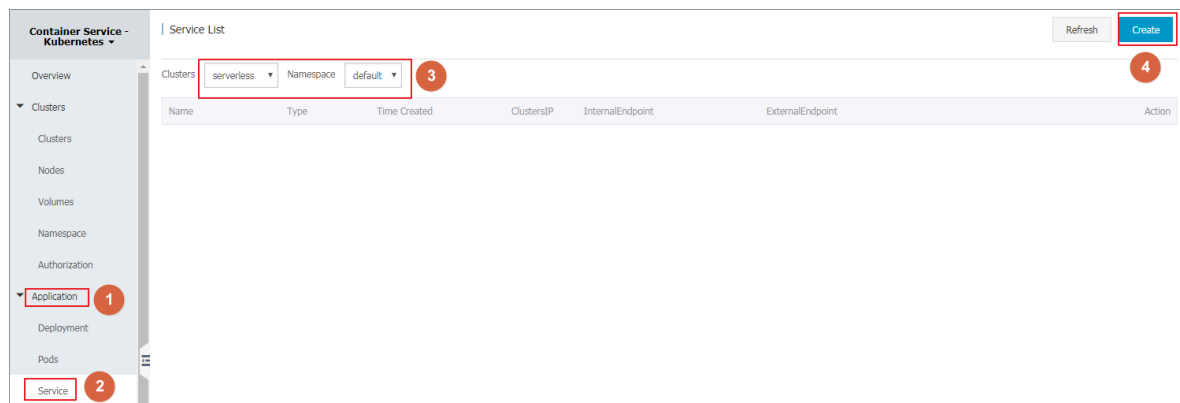 Container Service -
Kubernetes
Overview
Clusters
Clusters
Nodes
Volumes
Namespace
Authorization
Application
1
Deployment
Pods
Service
2
Service List
Refresh
Create
4
Clusters
serverless
Namespace
default
3
Name
Type
Time Created
ClustersIP
InternalEndpoint
ExternalEndpoint
Action